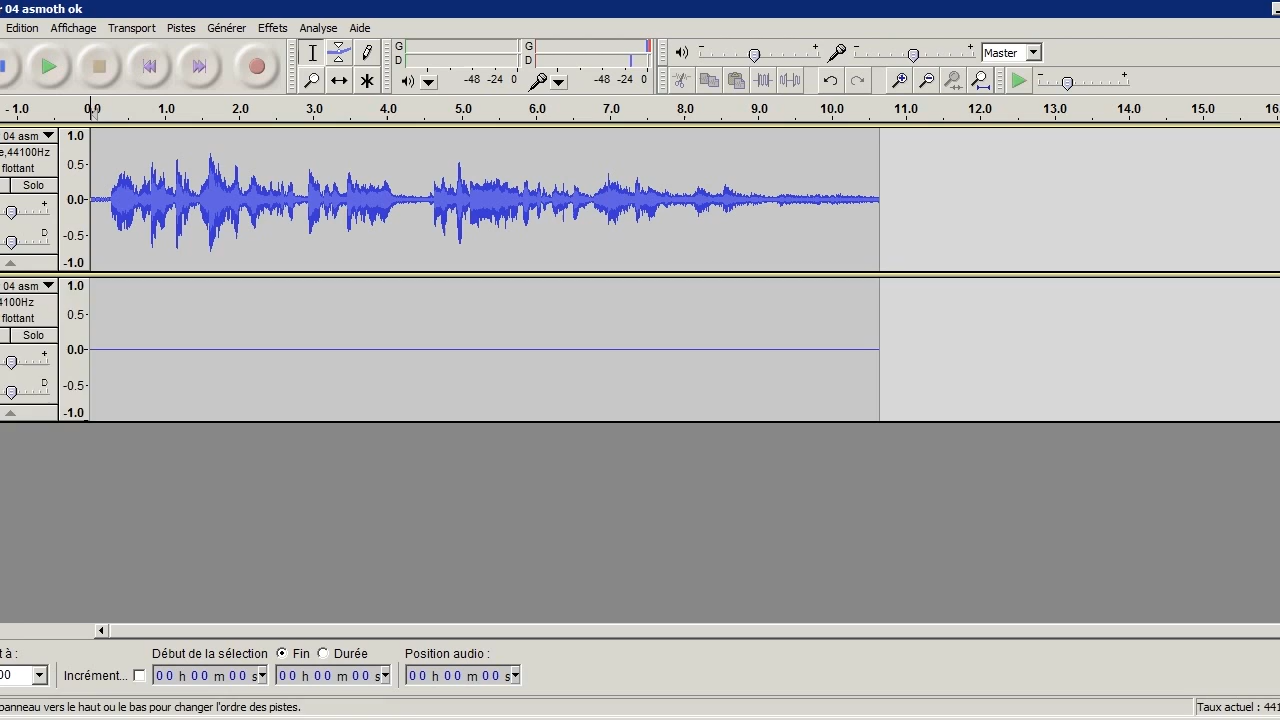 r 04 asmoth ok
Edition Affichage Transport Pistes Générer Effets Analyse Aide
G G Master
D D
-48 -24 0 -48 -24 0
-1.0 0.0 1.0 2.0 3.0 4.0 5.0 6.0 7.0 8.0 9.0 10.0 11.0 12.0 13.0 14.0 15.0 16.
04 asm 1.0
e,44100Hz
flottant 0.5-
Solo
0.0-
D -0.5-
-1.0
04 asm 1.0
4100Hz
flottant 0.5-
Solo
0.0-
D -0.5-
-1.0
t à : Début de la sélection Fin Durée Position audio :
00 Incrément... 00 h 00 m 00 s 00 h 00 m 00 s 00 h 00 m 00 s
panneau vers le haut ou le bas pour changer l'ordre des pistes. Taux actuel : 441